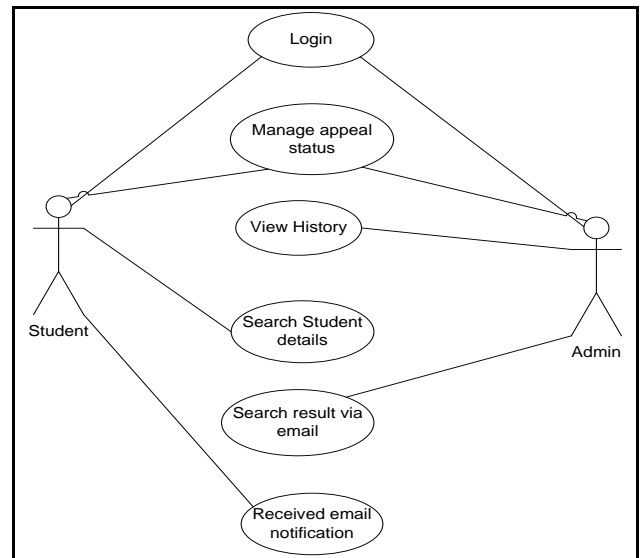 Login
Manage appeal
status
View History
Search Student
details
Student
Admin
Search result via
email
Received email
notification